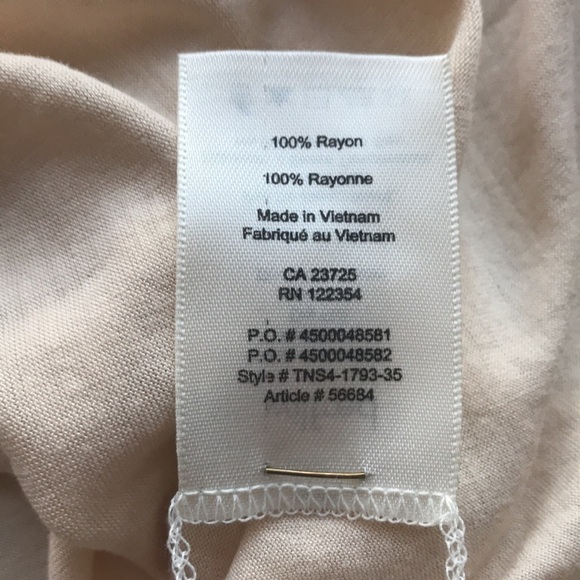 100% Rayon
100% Rayonne
Made in Vietnam
Fabriqué au Vietnam
CA 23725
RN 122354
P.O. # 4500048581
P.O. # 4500048582
Style # TNS4-1793-35
Article # 56684